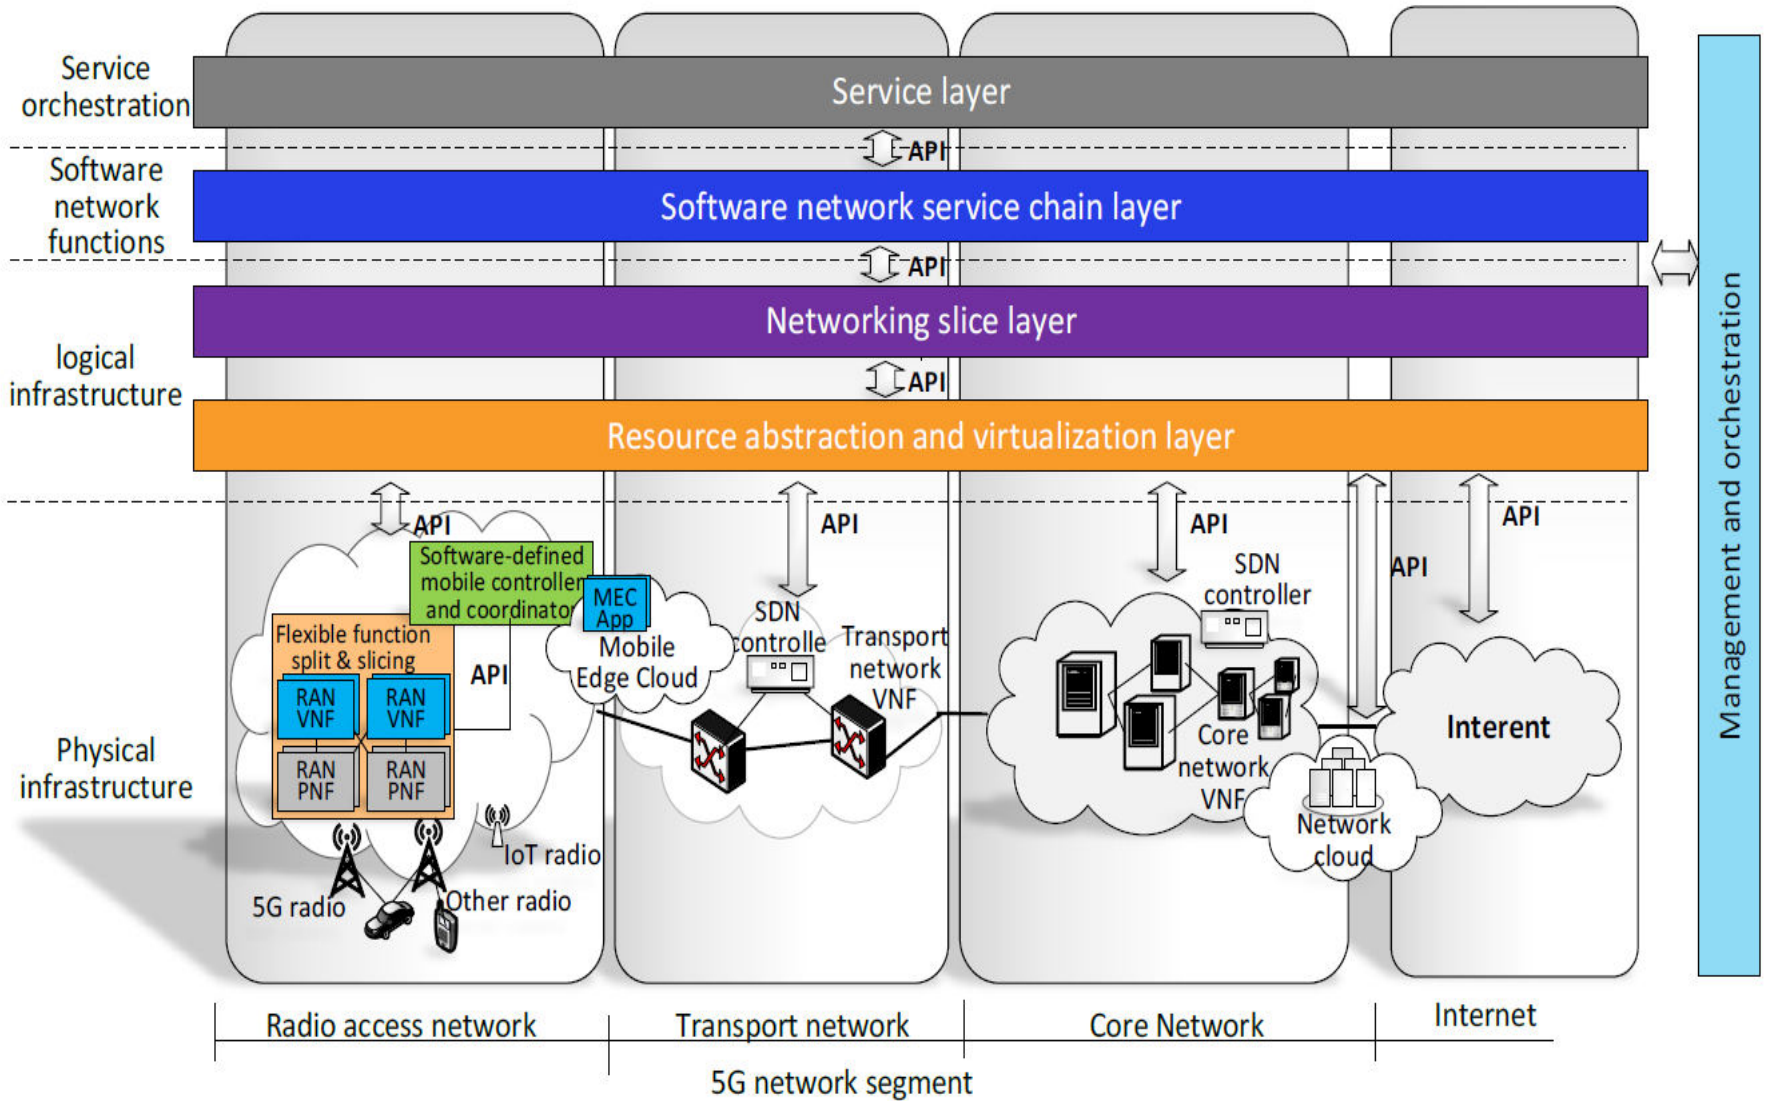 Service
orchestration
Service layer
API
Software
network
functions
Software network service chain layer
API
Networking slice layer
logical
infrastructure
API
Resource abstraction and virtualization layer
Management and orchestration
API
API
API
API
API
Software-defined
mobile controller
and coordinator
MEC
App
Mobile
Edge Cloud
Flexible function
split & slicing
API
RAN
VNF
RAN
VNF
RAN
PNF
RAN
PNF
SDN
controlle
Transport
network
VNF
SDN
controller
Core
network
VNF
Interent
Network
cloud
Physical
infrastructure
IoT radio
5G radio
Other radio
Radio access network
Transport network
Core Network
Internet
5G network segment